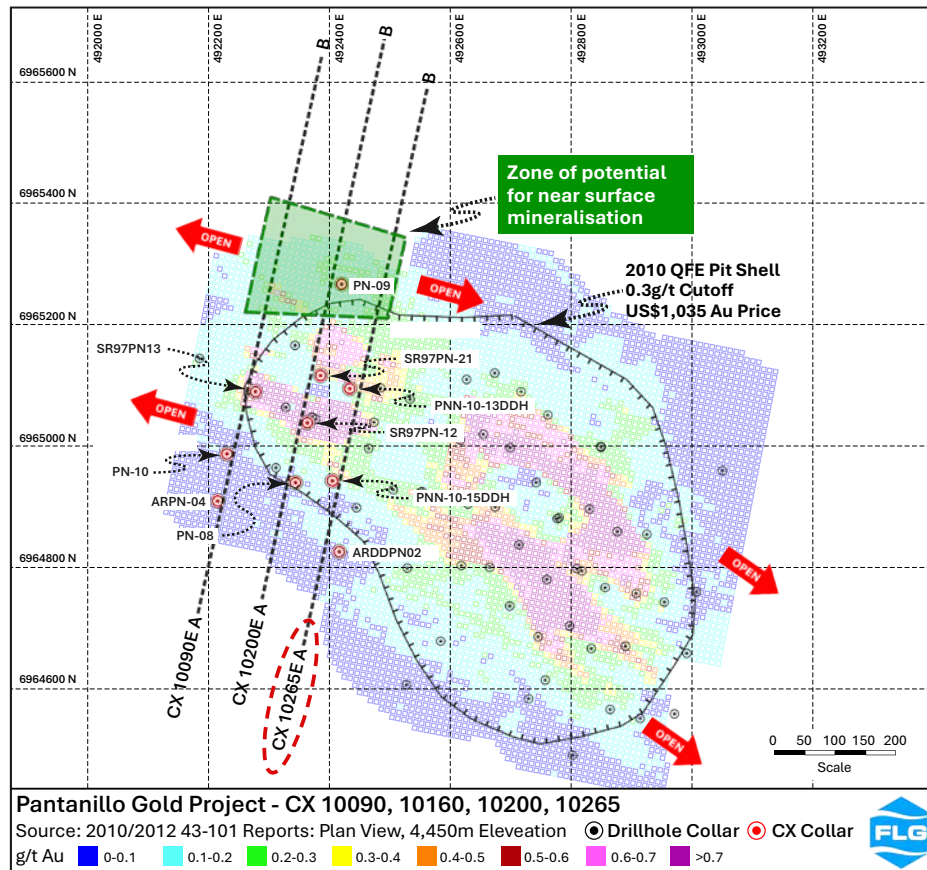 492000 E
492200 E
492400 E
492600 E
492800 E
493000 E
493200 E
B
B
B
6965600 N
6965400 N
6965200 N
6965000 N
6964800 N
6964600 N
Zone of potential
for near surface
mineralisation
OPEN
OPEN
PN-09
2010 QFE Pit Shell
0.3g/t Cutoff
US$1,035 Au Price
SR97PN13
SR97PN-21
PNN-10-13DDH
OPEN
SR97PN-12
PN-10
PNN-10-15DDH
ARPN-04
PN-08
ARDDPN02
OPEN
CX 10090E A
CX 10200E A
CX 10265E A
OPEN
0 50 100 150 200
Scale
Pantanillo Gold Project - CX 10090, 10160, 10200, 10265
Source: 2010/2012 43-101 Reports: Plan View, 4,450m Eleveation
Drillhole Collar
CX Collar
g/t Au 0-0.1 0.1-0.2 0.2-0.3 0.3-0.4 0.4-0.5 0.5-0.6 0.6-0.7 >0.7
FLG